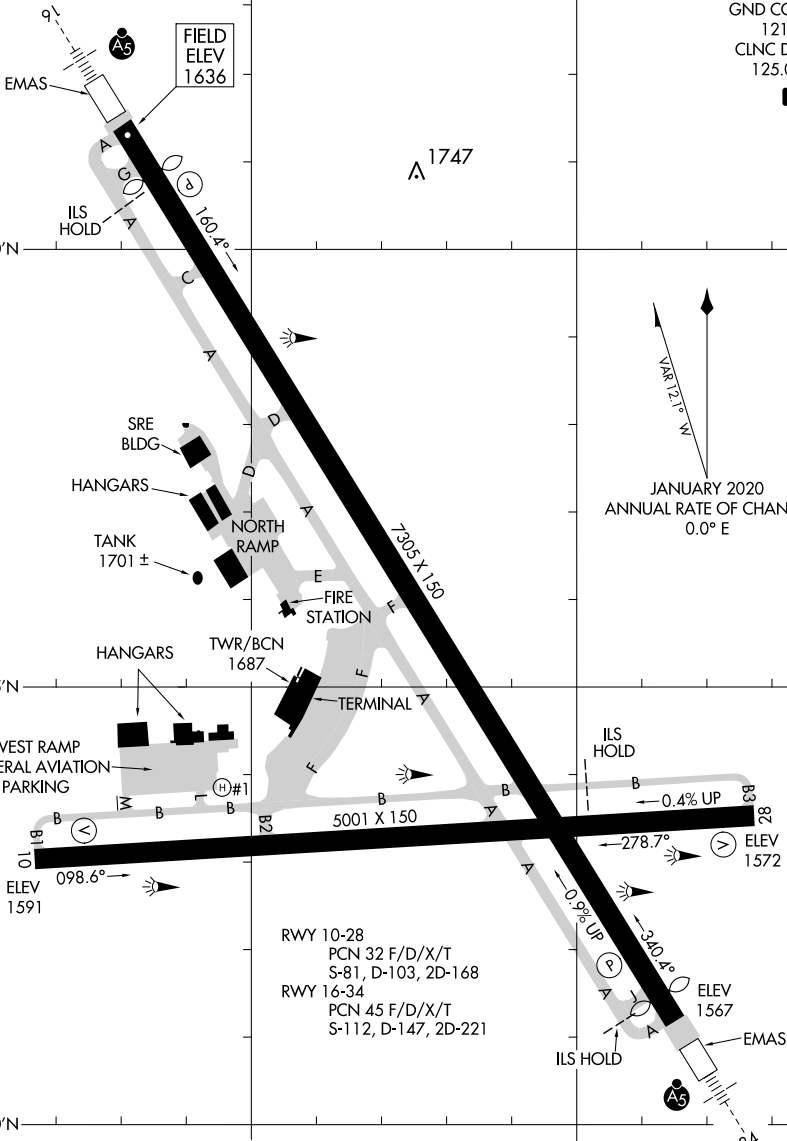 16
A5
FIELD
ELEV
1636
EMAS
GND CO
121
CLNC D
125.0
A
G
P
ILS
HOLD
A
160.4°
1747
0'N
C
A
VAR 12.1° W
JANUARY 2020
ANNUAL RATE OF CHAN
0.0° E
D
SRE
BLDG
D
HANGARS
A
NORTH
RAMP
TANK
1701 ±
7305 X 150
E
FIRE
STATION
F
TWR/BCN
1687
HANGARS
F
5'N
TERMINAL
A
ILS
HOLD
WEST RAMP
ERAL AVIATION
PARKING
F
H
#1
M
L
B
B
B
B
B
B1
V
B2
A
B3
0.4% UP
5001 X 150
28
10
278.7°
V
ELEV
1572
ELEV
1591
098.6°
A
0.9% UP
340.4°
RWY 10-28
PCN 32 F/D/X/T
S-81, D-103, 2D-168
RWY 16-34
PCN 45 F/D/X/T
S-112, D-147, 2D-221
P
A
J
A
ELEV
1567
ILS HOLD
EMAS
A5
0'N